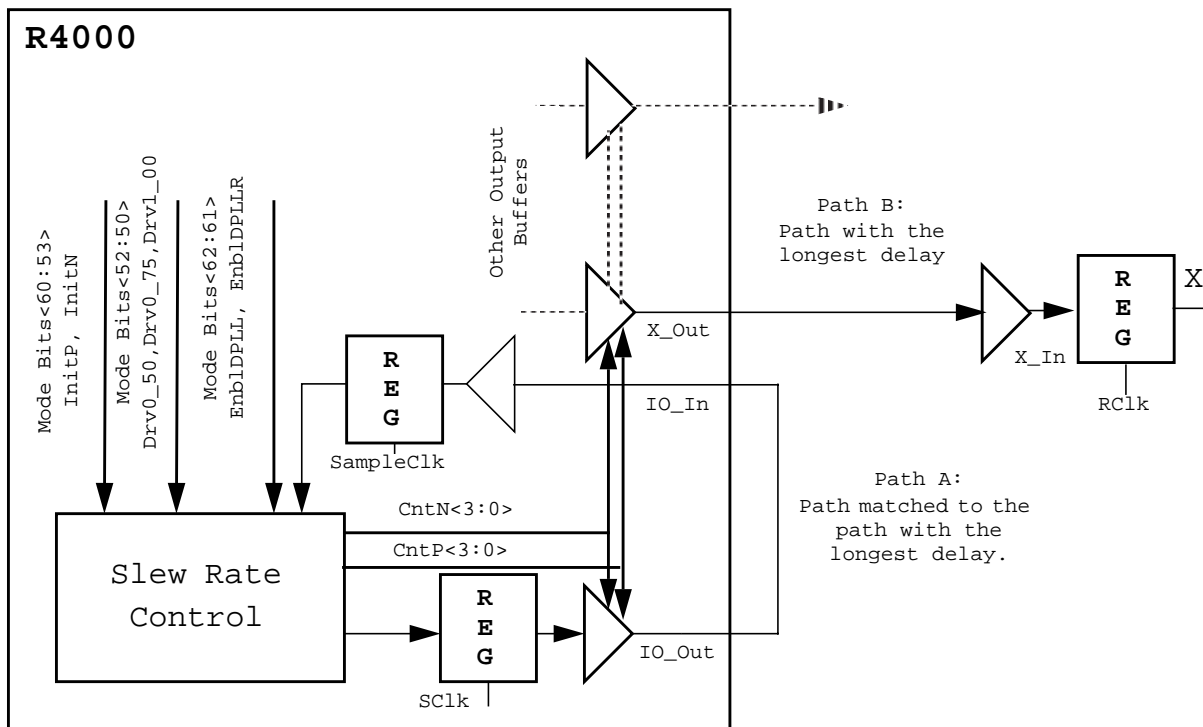 R4000
Other Output
Buffers
Mode Bits<60:53>
InitP, InitN
Mode Bits<52:50>
Drv0_50,Drv0_75,Drv1_00
Mode Bits<62:61>
EnblDPLL, EnblDPLLR
Path B:
Path with the
longest delay
X_Out
X_In
R
E
G
X
RClk
R
E
G
SampleClk
IO_In
Path A:
Path matched to the
path with the
longest delay.
CntN<3:0>
CntP<3:0>
Slew Rate
Control
R
E
G
SClk
IO_Out